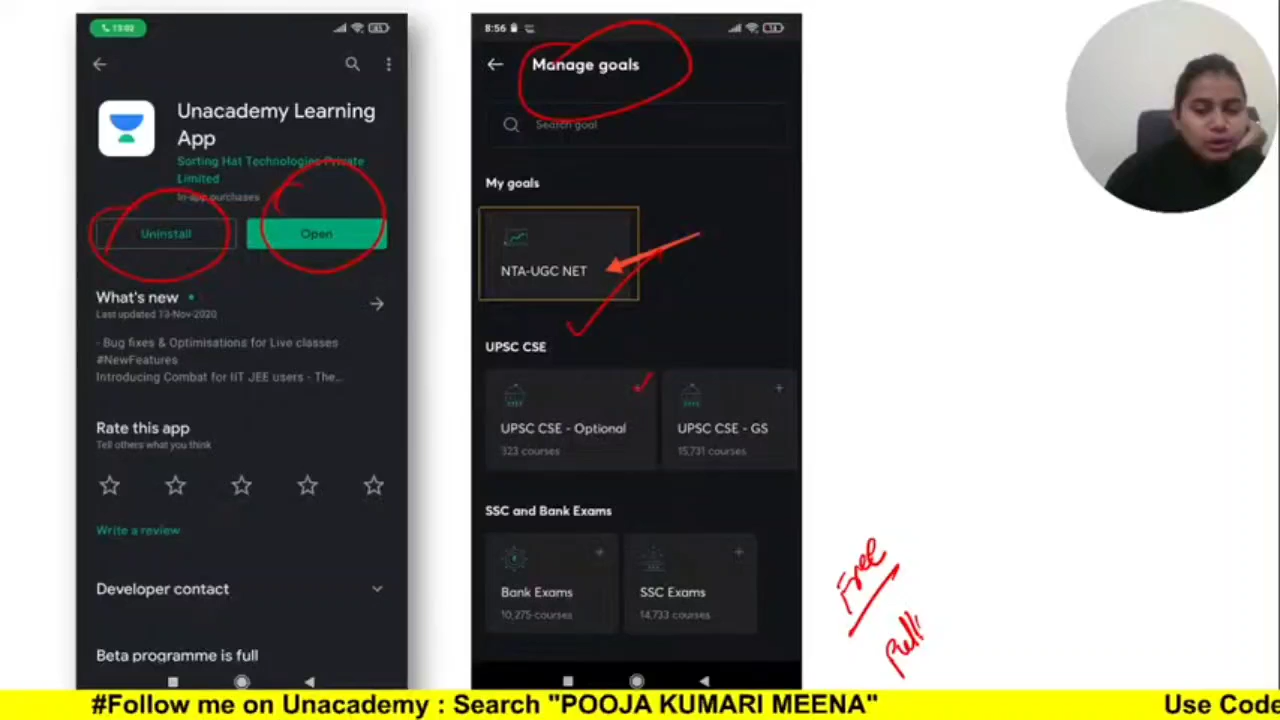 13:02
Unacademy Learning
App
Sorting Hat Technologies Private
Limited
In-app purchases
Uninstall
Open
What's new
Last updated 13-Nov-2020
- Bug fixes & Optimisations for Live classes
#NewFeatures
Introducing Combat for IIT JEE users - The...
Rate this app
Tell others what you think
Write a review
Developer contact
Beta programme is full
8:56
Manage goals
Search goal
My goals
NTA-UGC NET
UPSC CSE
UPSC CSE - Optional
323 courses
UPSC CSE - GS
15,731 courses
SSC and Bank Exams
Bank Exams
10,275 courses
SSC Exams
14,733 courses
Free
#Follow me on Unacademy : Search "POOJA KUMARI MEENA"
Use Code